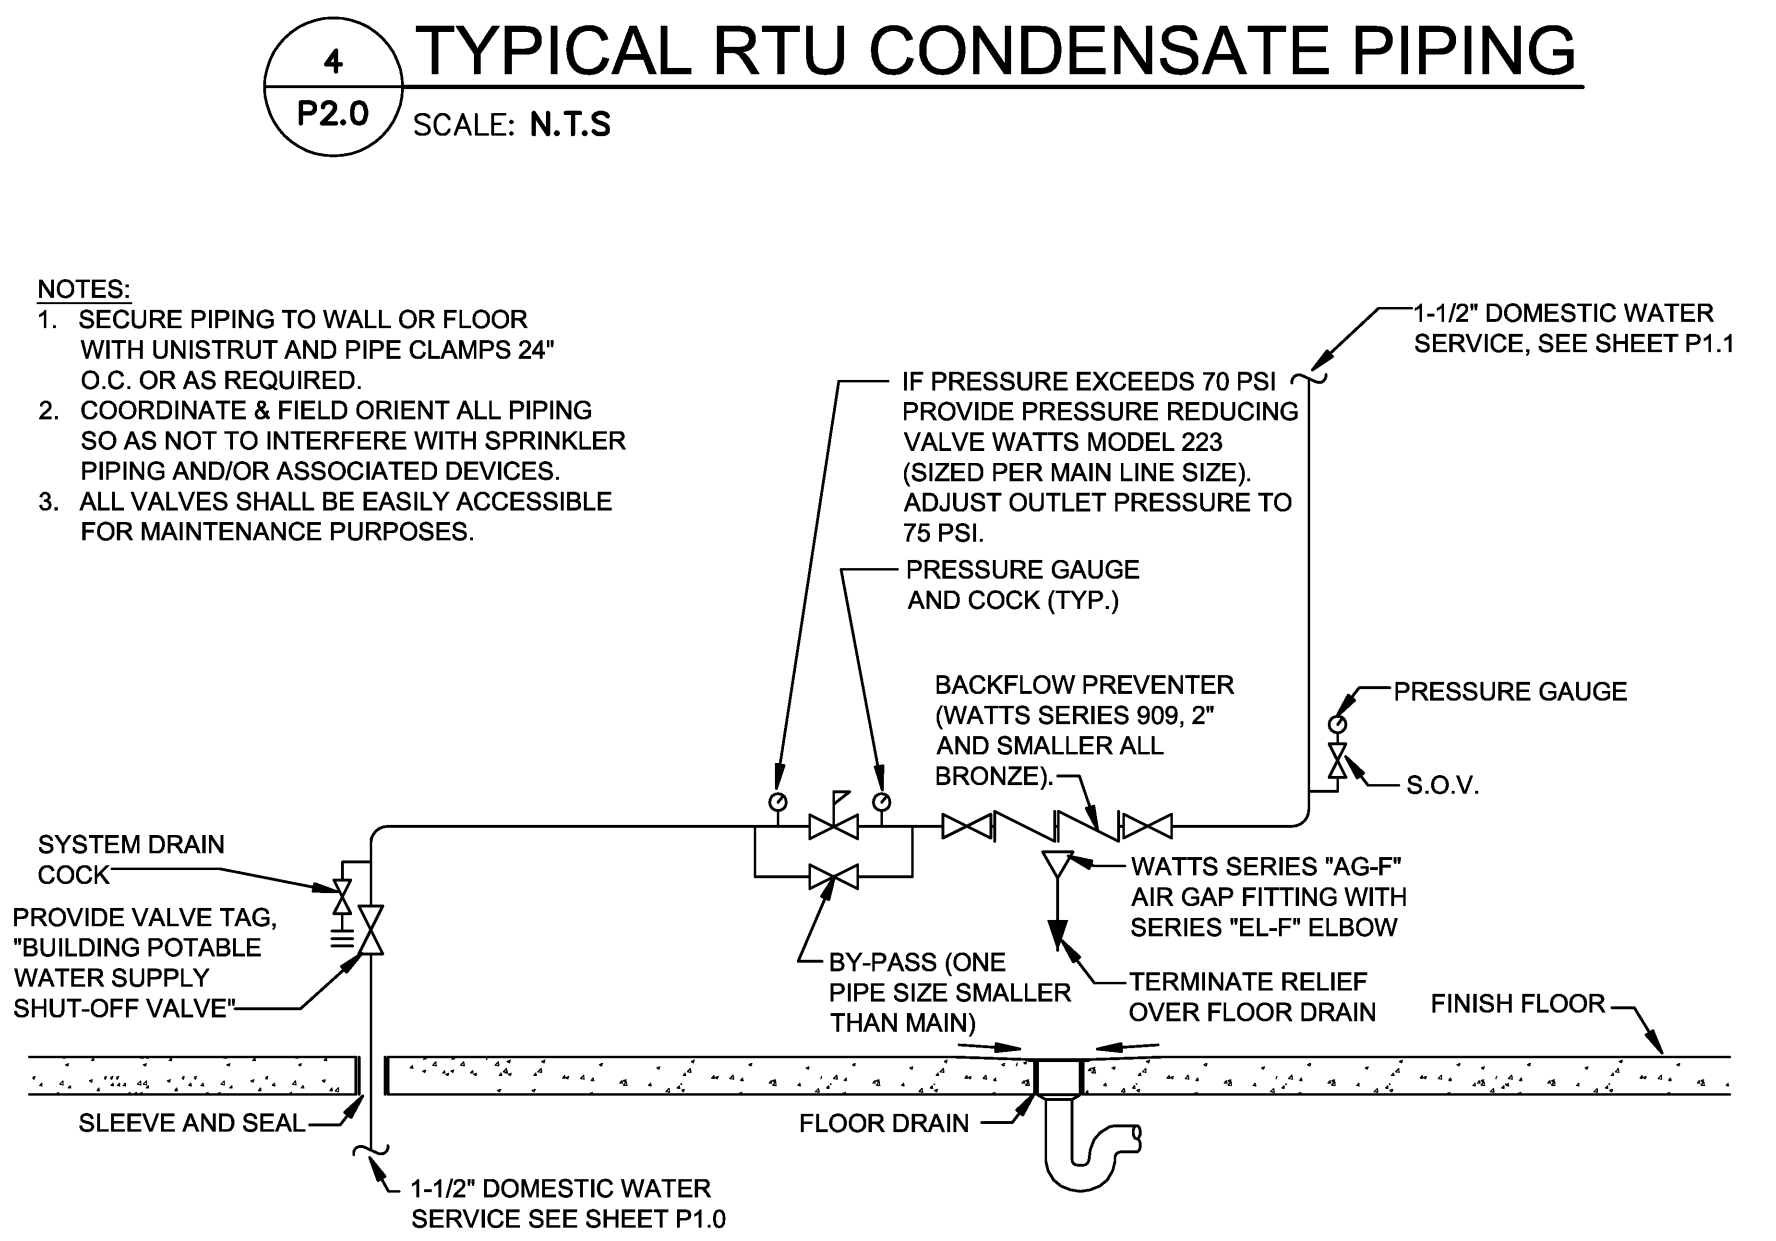 4
P2.0
TYPICAL RTU CONDENSATE PIPING
SCALE: N.T.S
NOTES:
1. SECURE PIPING TO WALL OR FLOOR
WITH UNISTRUT AND PIPE CLAMPS 24"
O.C. OR AS REQUIRED.
2. COORDINATE & FIELD ORIENT ALL PIPING
SO AS NOT TO INTERFERE WITH SPRINKLER
PIPING AND/OR ASSOCIATED DEVICES.
3. ALL VALVES SHALL BE EASILY ACCESSIBLE
FOR MAINTENANCE PURPOSES.
1-1/2" DOMESTIC WATER
SERVICE, SEE SHEET P1.1
IF PRESSURE EXCEEDS 70 PSI
PROVIDE PRESSURE REDUCING
VALVE WATTS MODEL 223
(SIZED PER MAIN LINE SIZE).
ADJUST OUTLET PRESSURE TO
75 PSI.
PRESSURE GAUGE
AND COCK (TYP.)
BACKFLOW PREVENTER
(WATTS SERIES 909, 2"
AND SMALLER ALL
BRONZE).
PRESSURE GAUGE
S.O.V.
SYSTEM DRAIN
COCK
PROVIDE VALVE TAG,
"BUILDING POTABLE
WATER SUPPLY
SHUT-OFF VALVE"
WATTS SERIES "AG-F"
AIR GAP FITTING WITH
SERIES "EL-F" ELBOW
BY-PASS (ONE
PIPE SIZE SMALLER
THAN MAIN)
TERMINATE RELIEF
OVER FLOOR DRAIN
FINISH FLOOR
SLEEVE AND SEAL
FLOOR DRAIN
1-1/2" DOMESTIC WATER
SERVICE SEE SHEET P1.0